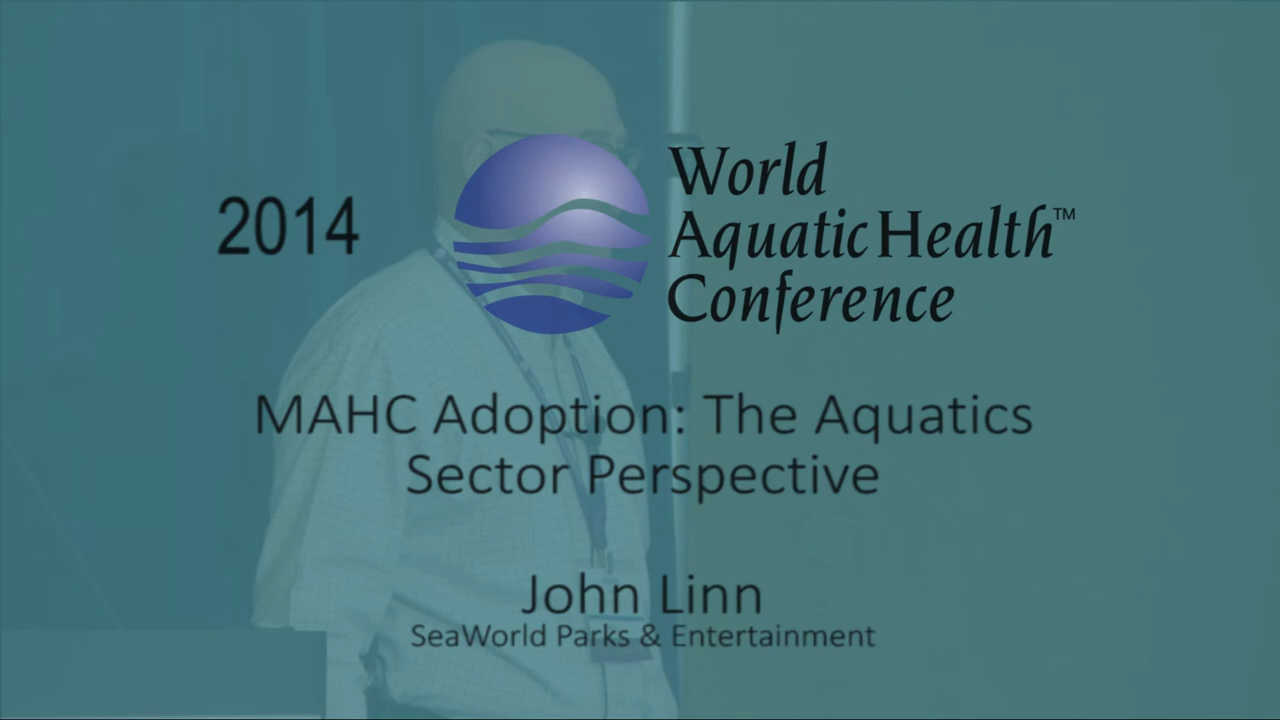 2014
World
Aquatic Health™
Conference
MAHC Adoption: The Aquatics
Sector Perspective
John Linn
SeaWorld Parks & Entertainment